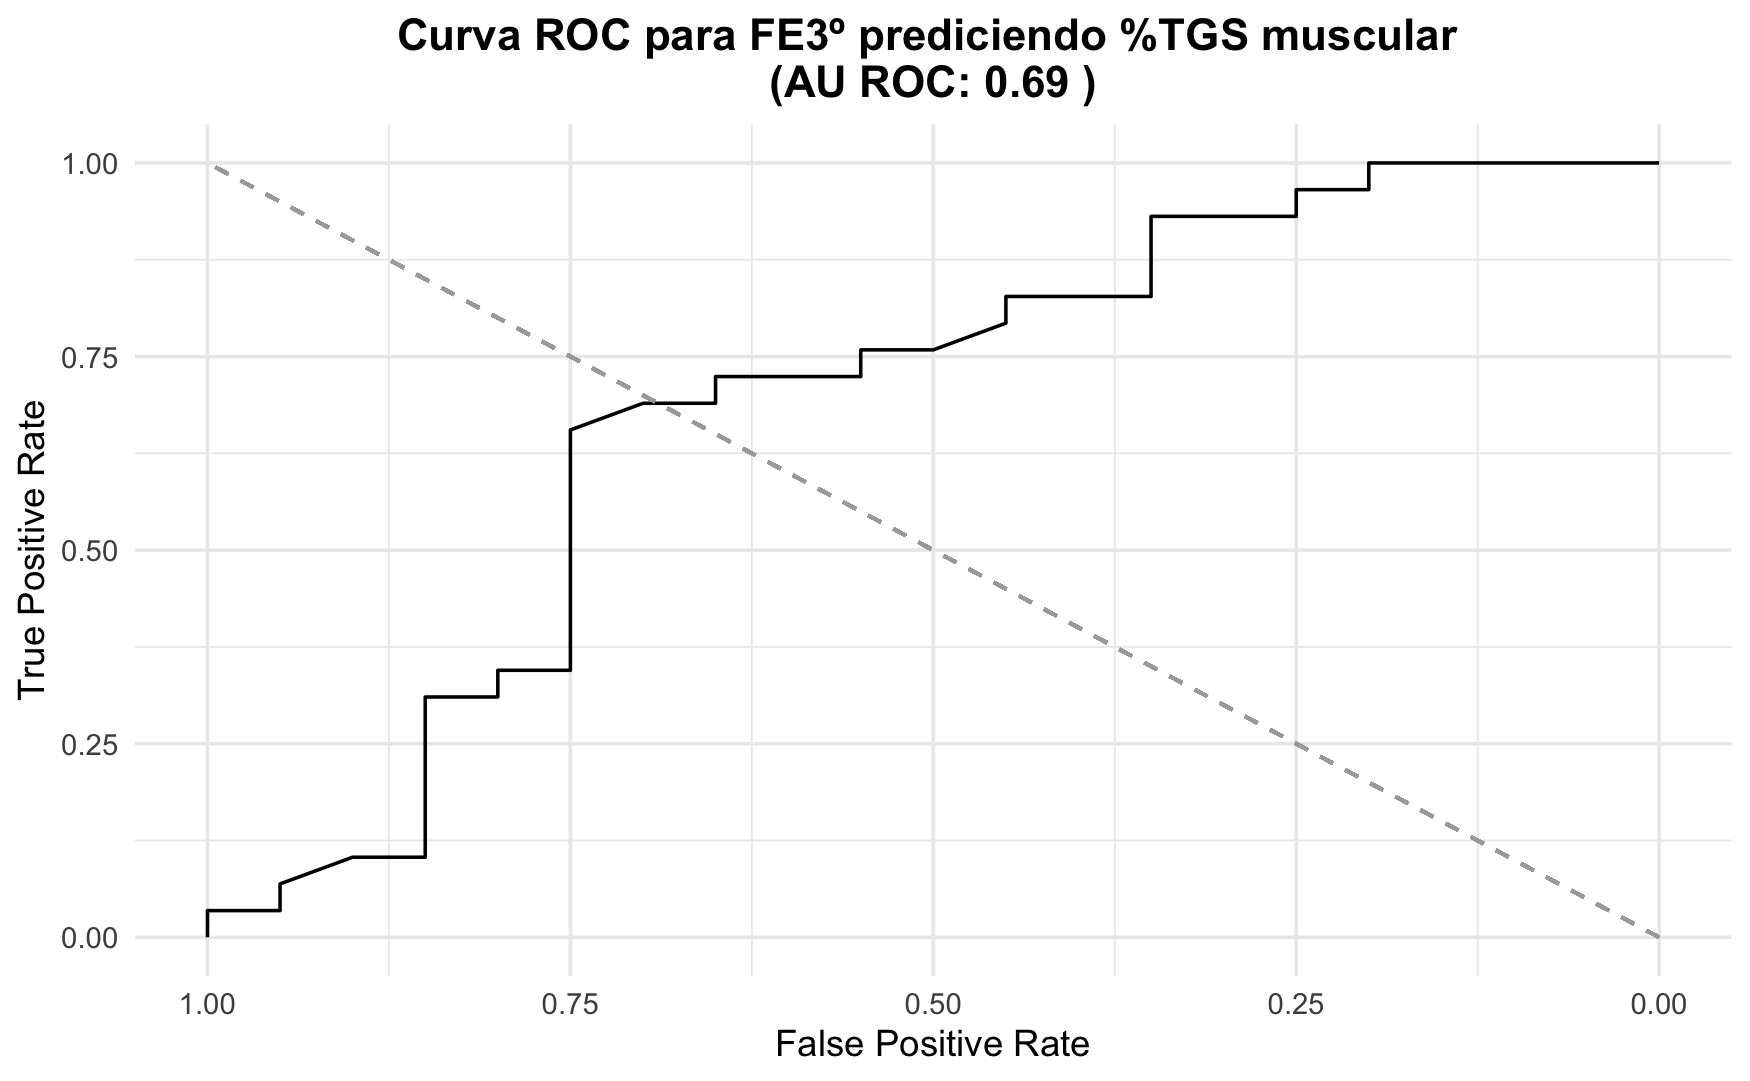 Curva ROC para FE3º prediciendo %TGS muscular
(AU ROC: 0.69 )
True Positive Rate
1.00
0.75
0.50
0.25
0.00
1.00 0.75 0.50 0.25 0.00
False Positive Rate